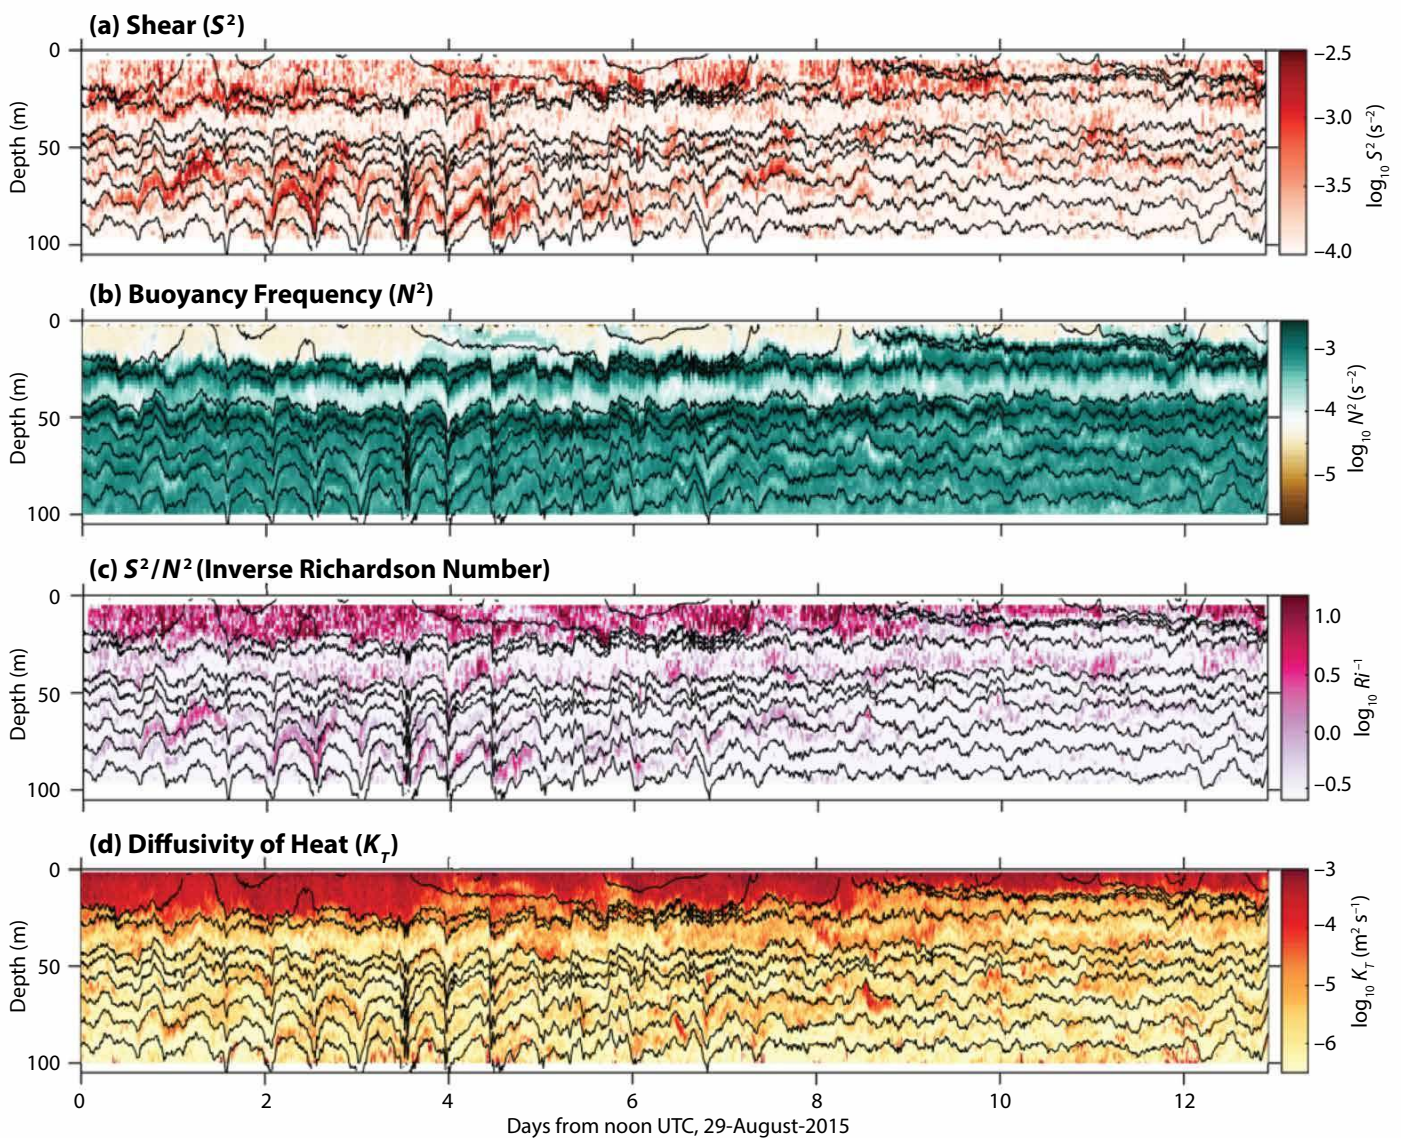 (a) Shear (S²)
0
50
100
Depth (m)
−2.5
−3.0
−3.5
−4.0
log₁₀ S² (s⁻²)
(b) Buoyancy Frequency (N²)
0
50
100
Depth (m)
−3
−4
−5
log₁₀ N² (s⁻²)
(c) S²/N² (Inverse Richardson Number)
0
50
100
Depth (m)
1.0
0.5
0.0
−0.5
log₁₀ Ri⁻¹
(d) Diffusivity of Heat (K_T)
0
50
100
Depth (m)
−3
−4
−5
−6
log₁₀ K_T (m² s⁻¹)
0 2 4 6 8 10 12
Days from noon UTC, 29-August-2015